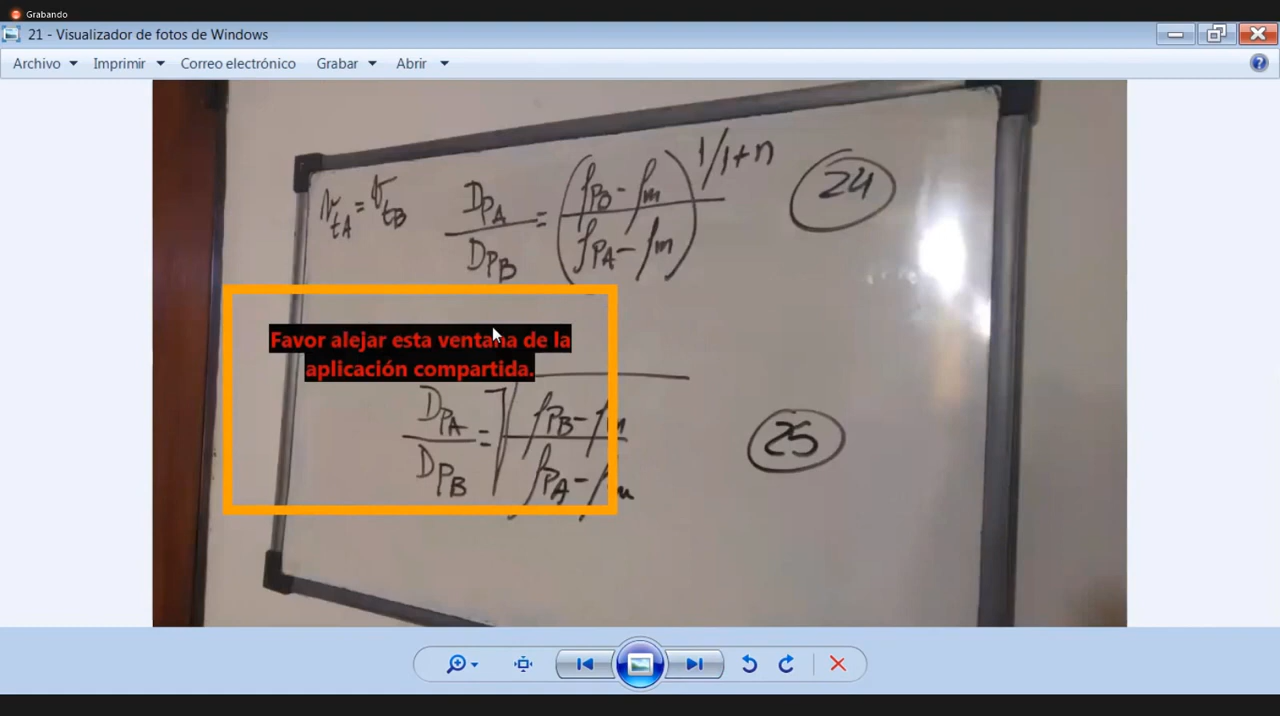 Grabando
21 - Visualizador de fotos de Windows
Archivo Imprimir Correo electrónico Grabar Abrir
v_tA = v_tB D_PA / D_PB = ((ρ_PB - ρ_m) / (ρ_PA - ρ_m))^1/1+n 24
Favor alejar esta ventana de la
aplicación compartida.
D_PA / D_PB = √((ρ_PB - ρ_m) / (ρ_PA - ρ_m)) 25